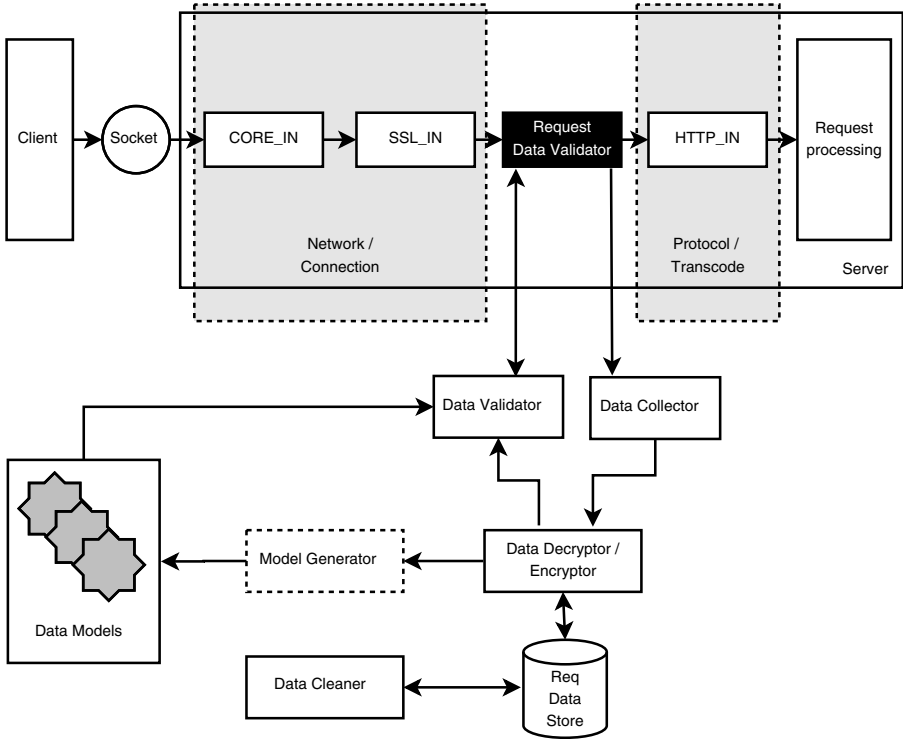 Client
Socket
CORE_IN
SSL_IN
Request
Data Validator
HTTP_IN
Request
processing
Network /
Connection
Protocol /
Transcode
Server
Data Validator
Data Collector
Data Models
Model Generator
Data Decryptor /
Encryptor
Data Cleaner
Req
Data
Store